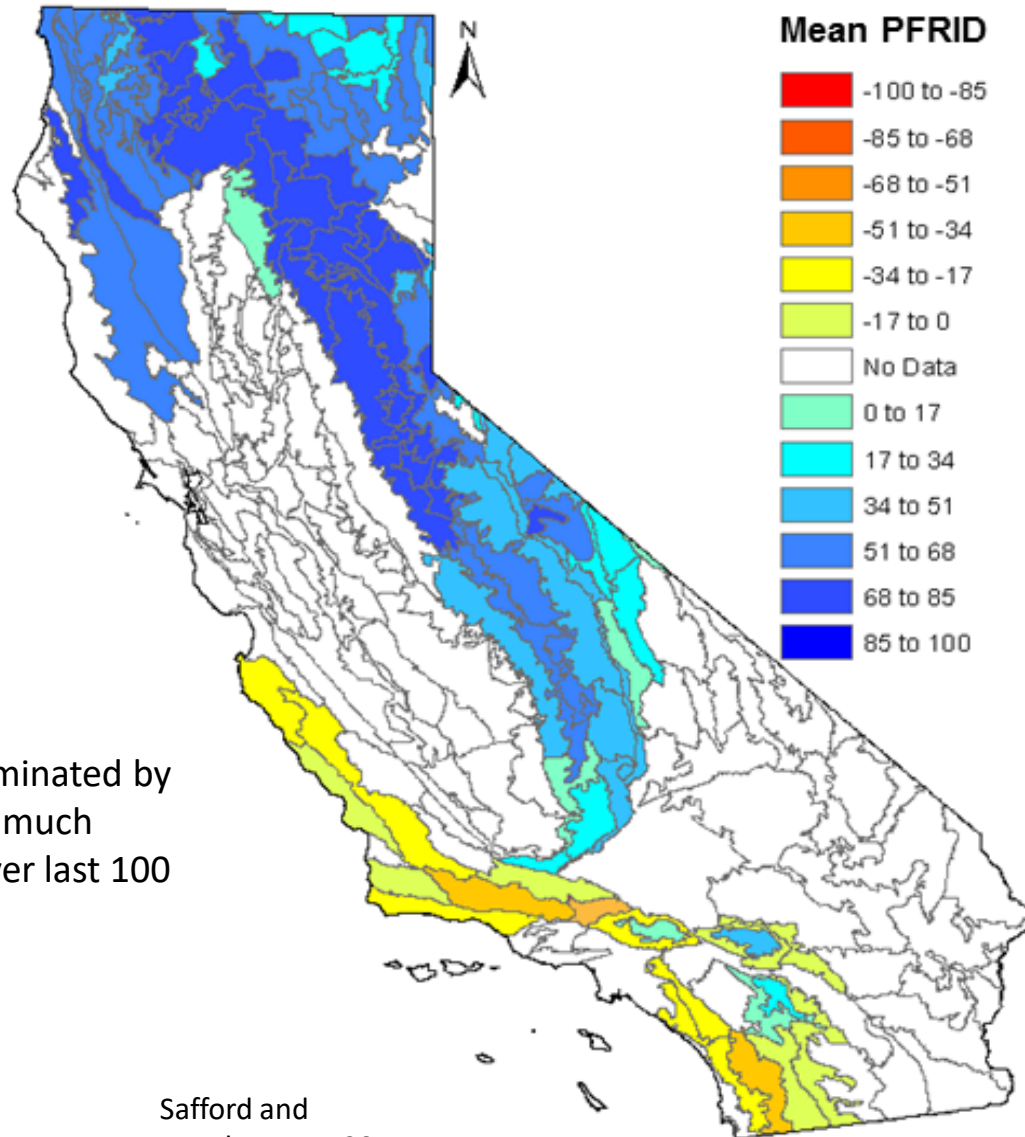 N
Mean PFRID
-100 to -85
-85 to -68
-68 to -51
-51 to -34
-34 to -17
-17 to 0
No Data
0 to 17
17 to 34
34 to 51
51 to 68
68 to 85
85 to 100
minated by
much
er last 100
Safford and